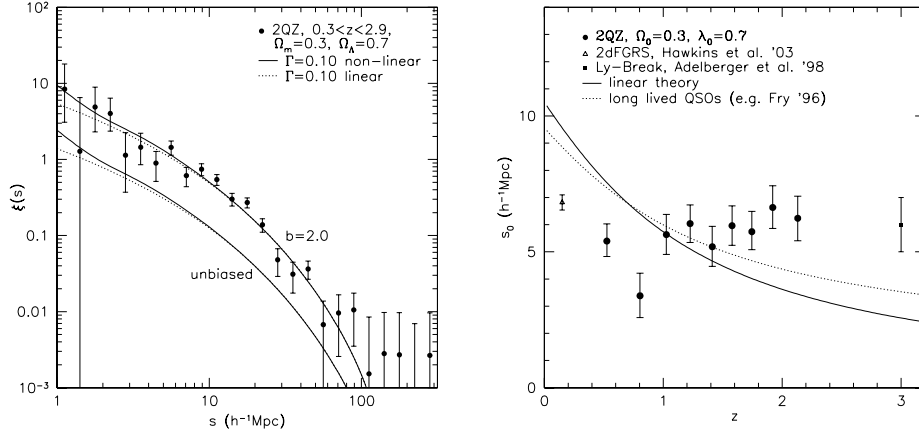 2QZ, 0.3<z<2.9,
Ω_m=0.3, Ω_Λ=0.7
Γ=0.10 non-linear
Γ=0.10 linear
100
10
1
0.1
0.01
10⁻³
ξ(s)
b=2.0
unbiased
1
10
100
s (h⁻¹Mpc)
2QZ, Ω₀=0.3, λ₀=0.7
2dFGRS, Hawkins et al. '03
Ly-Break, Adelberger et al. '98
linear theory
long lived QSOs (e.g. Fry '96)
10
5
0
s₀ (h⁻¹Mpc)
0
1
2
3
z